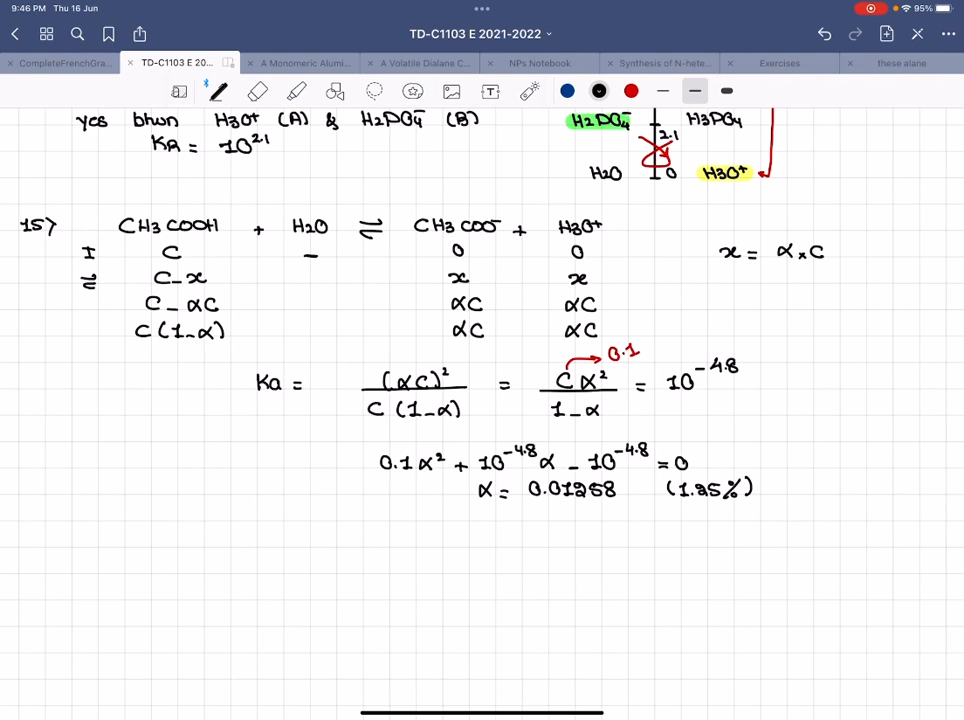 9:46 PM Thu 16 Jun 95%
TD-C1103 E 2021-2022
CompleteFrenchGra... TD-C1103 E 20... A Monomeric Alumi... A Volatile Dialane C... NPs Notebook Synthesis of N-hete... Exercises these alane
yes btwn H3O+ (A) & H2PO4- (B)
KR = 10^2.1
H2PO4- H3PO4
2.1
H2O 0 H3O+
15> CH3COOH + H2O ⇌ CH3COO- + H3O+
I C - 0 0 x = α × C
⇌ C-x x x
C - αC αC αC
C(1-α) αC αC
Ka = (αC)²/C(1-α) = Cα²/1-α = 10^-4.8
0.1
0.1α² + 10^-4.8 α - 10^-4.8 = 0
α = 0.01258 (1.25%)